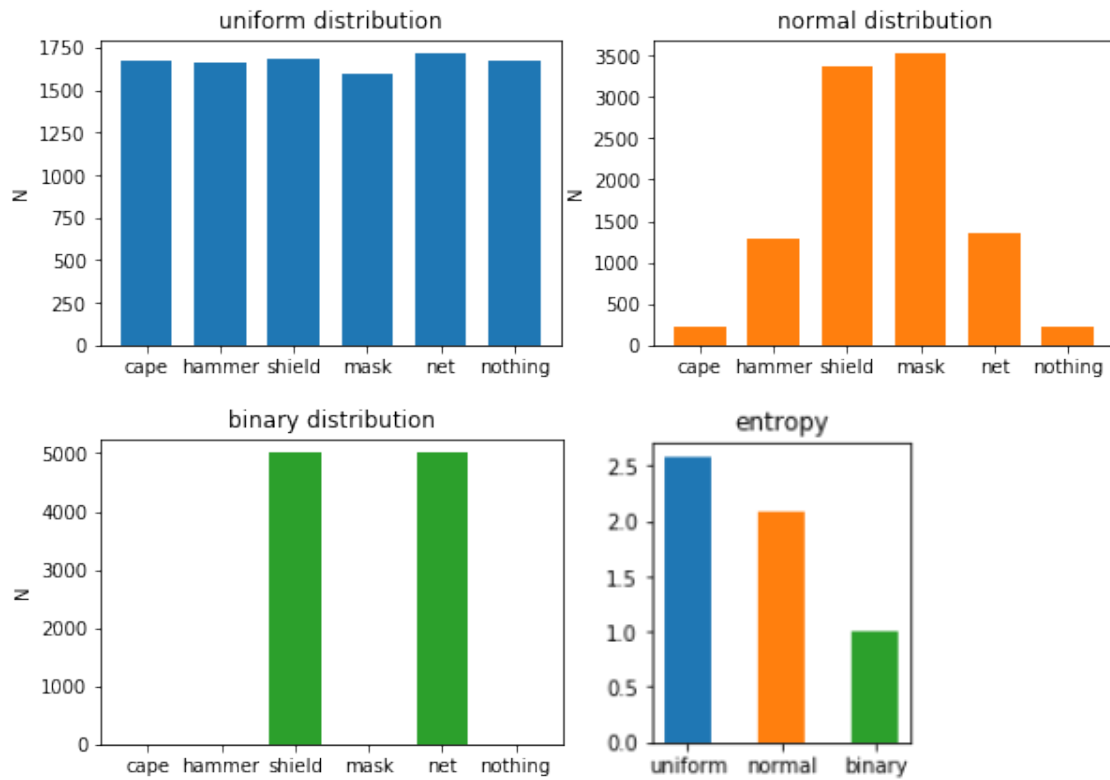 uniform distribution
1750
1500
1250
1000
750
500
250
0
N
cape hammer shield mask net nothing
normal distribution
3500
3000
2500
2000
1500
1000
500
0
N
cape hammer shield mask net nothing
binary distribution
5000
4000
3000
2000
1000
0
N
cape hammer shield mask net nothing
entropy
2.5
2.0
1.5
1.0
0.5
0.0
uniform normal binary